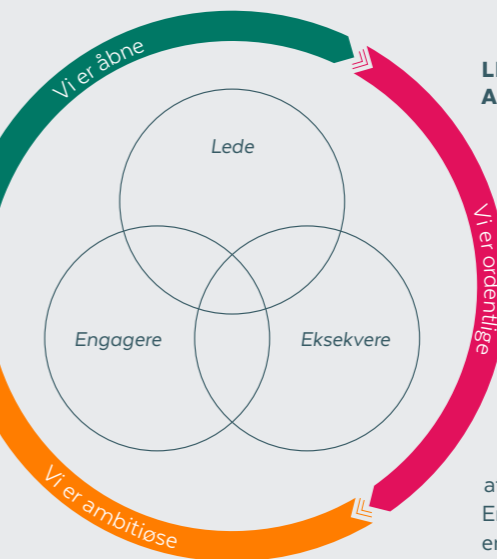 Vi er åbne
Lede
Vi er ordentlige
Engagere
Eksekvere
Vi er ambitiøse